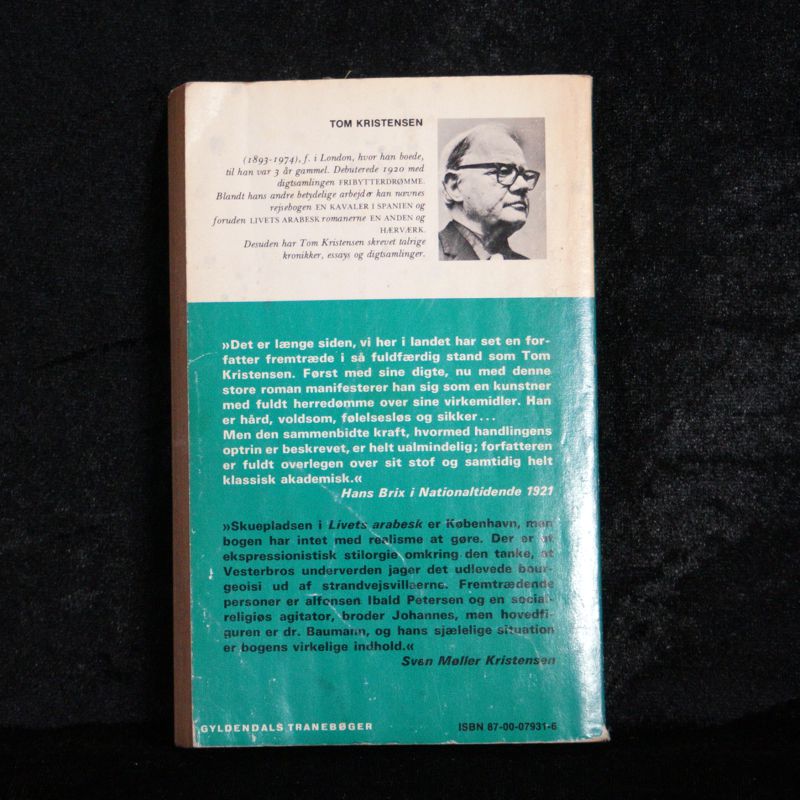 TOM KRISTENSEN
(1893-1974), f. i London, hvor han boede,
til han var 3 år gammel. Debuterede 1920 med
digtsamlingen FRIBYTTERDRØMME.
Blandt hans andre betydelige arbejder kan nævnes
rejsebogen EN KAVALER I SPANIEN og
foruden LIVETS ARABESK romanerne EN ANDEN og
HÆRVÆRK.
Desuden har Tom Kristensen skrevet talrige
kronikker, essays og digtsamlinger.
»Det er længe siden, vi her i landet har set en for-
fatter fremtræde i så fuldfærdig stand som Tom
Kristensen. Først med sine digte, nu med denne
store roman manifesterer han sig som en kunstner
med fuldt herredømme over sine virkemidler. Han
er hård, voldsom, følelsesløs og sikker...
Men den sammenbidte kraft, hvormed handlingens
optrin er beskrevet, er helt ualmindelig; forfatteren
er fuldt overlegen over sit stof og samtidig helt
klassisk akademisk.«
Hans Brix i Nationaltidende 1921
»Skuepladsen i Livets arabesk er København, men
bogen har intet med realisme at gøre. Der er et
ekspressionistisk stilorgie omkring den tanke, at
Vesterbros underverden jager det udlevede bour-
geoisi ud af strandvejsvillaerne. Fremtrædende
personer er alfonsen Ibald Petersen og en social-
religiøs agitator, broder Johannes, men hovedfi-
guren er dr. Baumann, og hans sjælelige situation
er bogens virkelige indhold.«
Sven Møller Kristensen
GYLDENDALS TRANEBØGER
ISBN 87-00-07931-6